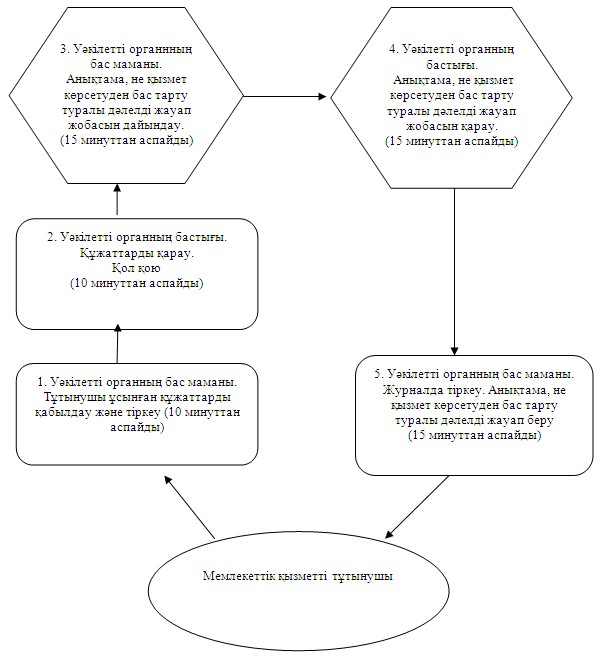 3. Уәкілетті органнның
бас маманы.
Анықтама, не қызмет
көрсетуден бас тарту
туралы дәлелді жауап
жобасын дайындау.
(15 минуттан аспайды)
4. Уәкілетті органның
бастығы.
Анықтама, не қызмет
көрсетуден бас тарту
туралы дәлелді жауап
жобасын қарау.
(15 минуттан аспайды)
2. Уәкілетті органның бастығы.
Құжаттарды қарау.
Қол қою
(10 минуттан аспайды)
1. Уәкілетті органның бас маманы.
Тұтынушы ұсынған құжаттарды
қабылдау және тіркеу (10 минуттан
аспайды)
5. Уәкілетті органның бас маманы.
Журналда тіркеу. Анықтама, не
қызмет көрсетуден бас тарту
туралы дәлелді жауап беру
(15 минуттан аспайды)
Мемлекеттік қызметті тұтынушы